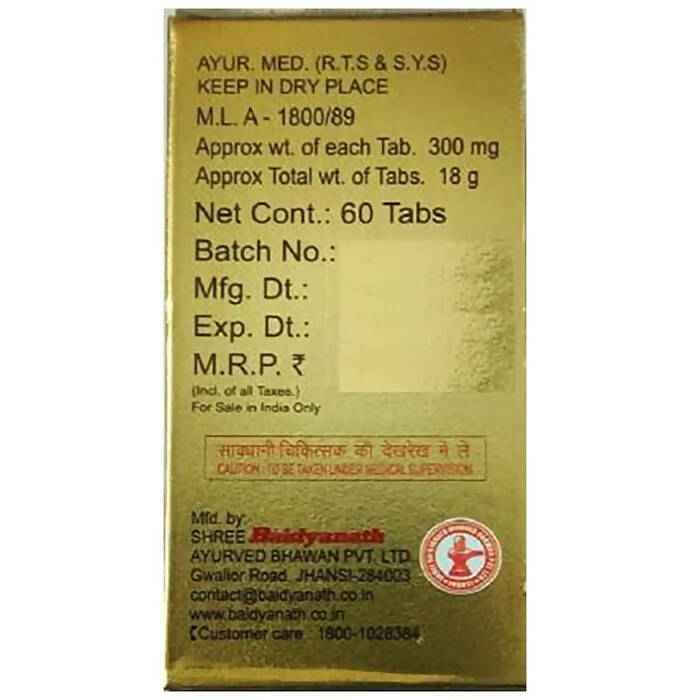 AYUR. MED. (R.T.S & S.Y.S)
KEEP IN DRY PLACE
M.L. A - 1800/89
Approx wt. of each Tab. 300 mg
Approx Total wt. of Tabs. 18 g
Net Cont.: 60 Tabs
Batch No.:
Mfg. Dt.:
Exp. Dt.:
M.R.P. ₹
(Incl. of all Taxes.)
For Sale in India Only
सावधानी चिकित्सक की देखरेख में लें
CAUTION : TO BE TAKEN UNDER MEDICAL SUPERVISION
Mfd. by:
SHREE Baidyanath
AYURVED BHAWAN PVT. LTD.
Gwalior Road, JHANSI-284003
contact@baidyanath.co.in
www.baidyanath.co.in
Customer care : 1800-1028384